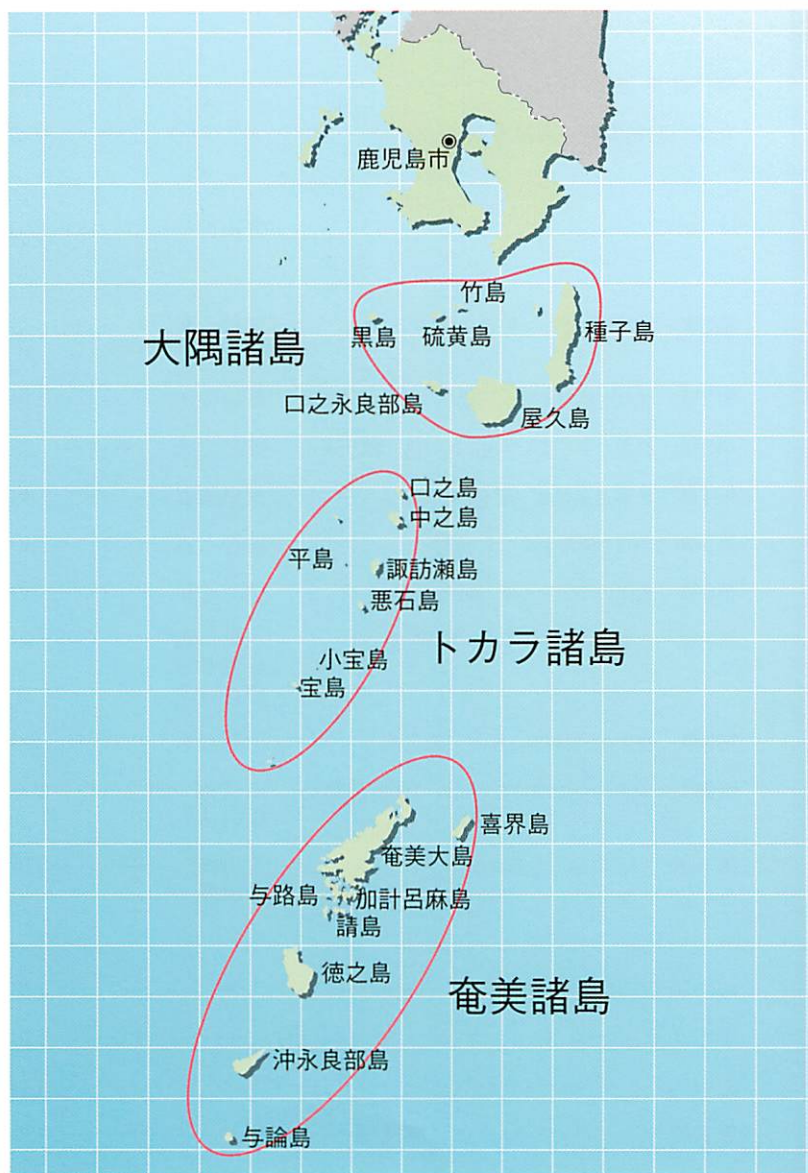 鹿児島市
竹島
黒島
硫黄島
種子島
大隅諸島
口之永良部島
屋久島
口之島
中之島
平島
諏訪瀬島
悪石島
トカラ諸島
小宝島
宝島
喜界島
奄美大島
与路島
加計呂麻島
請島
徳之島
奄美諸島
沖永良部島
与論島